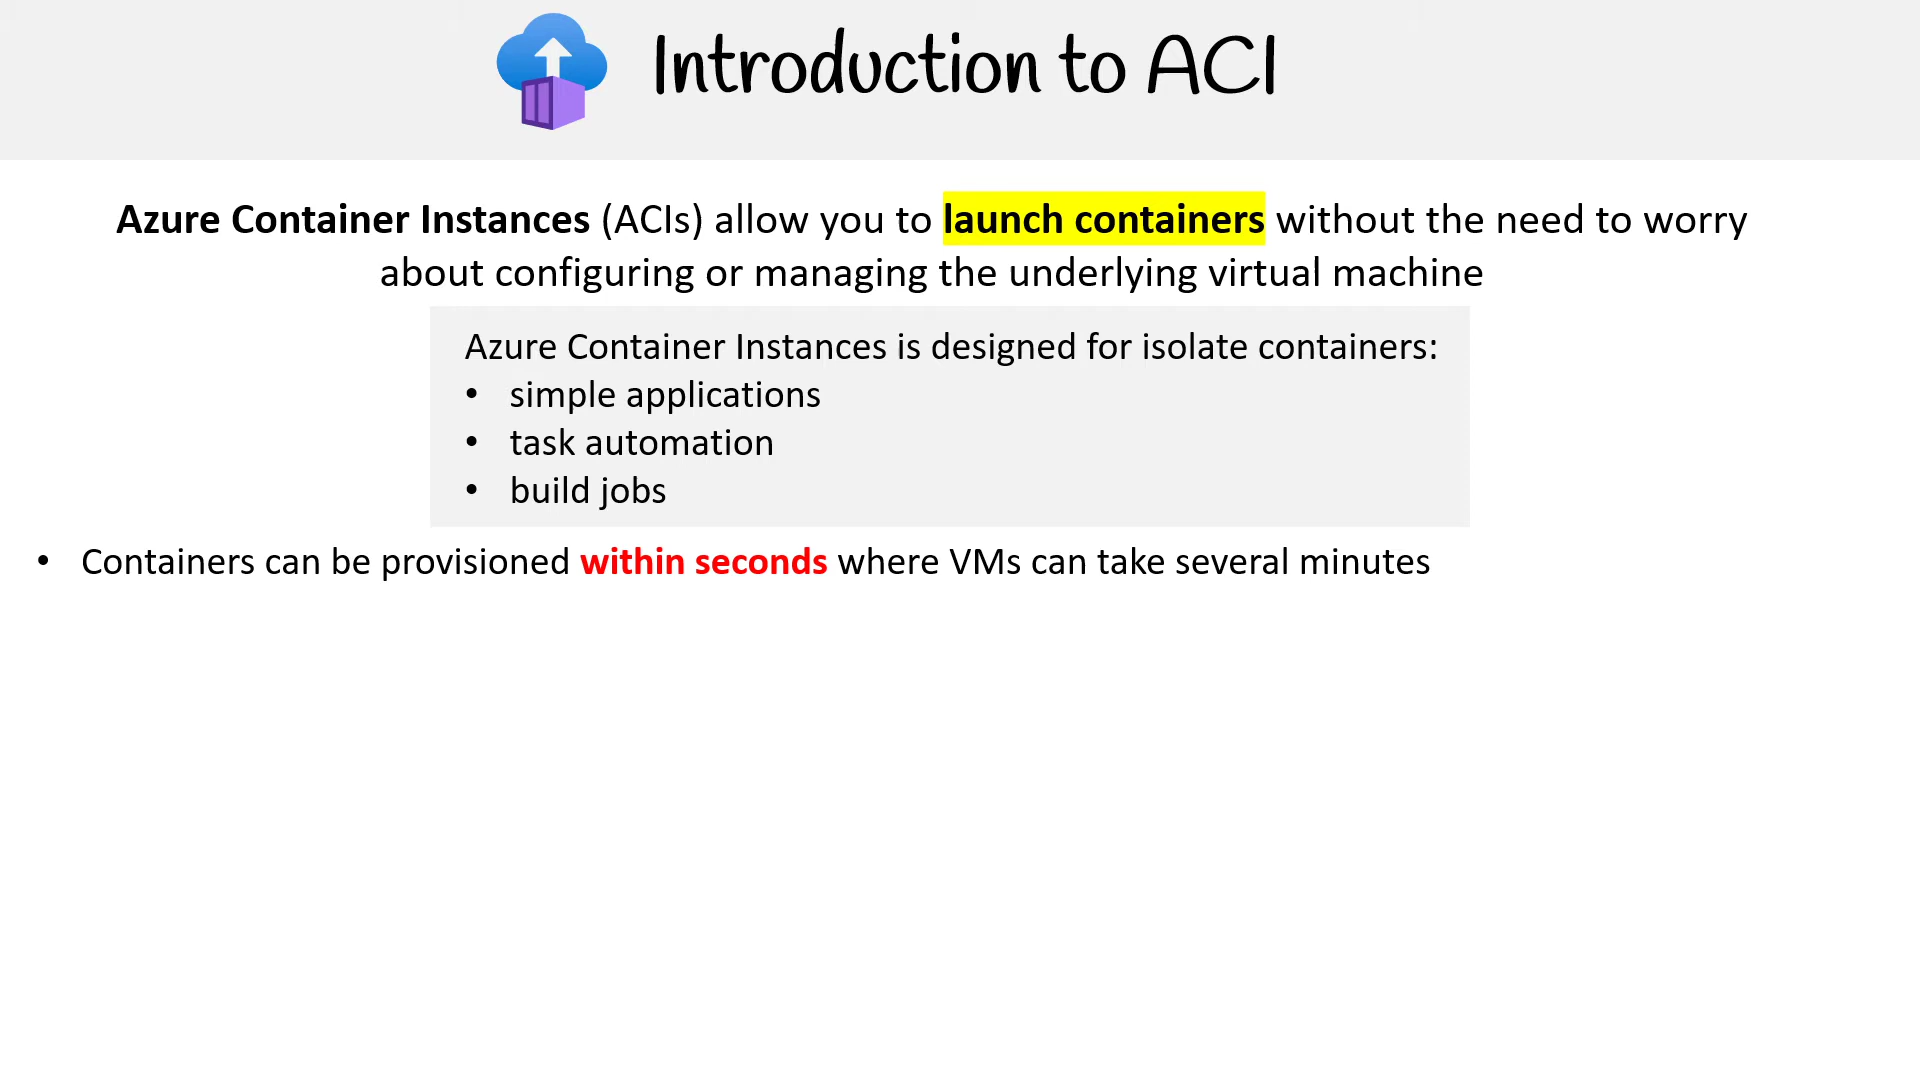 Introduction to ACI
Azure Container Instances (ACIs) allow you to launch containers without the need to worry
about configuring or managing the underlying virtual machine
Azure Container Instances is designed for isolate containers:
• simple applications
• task automation
• build jobs
• Containers can be provisioned within seconds where VMs can take several minutes